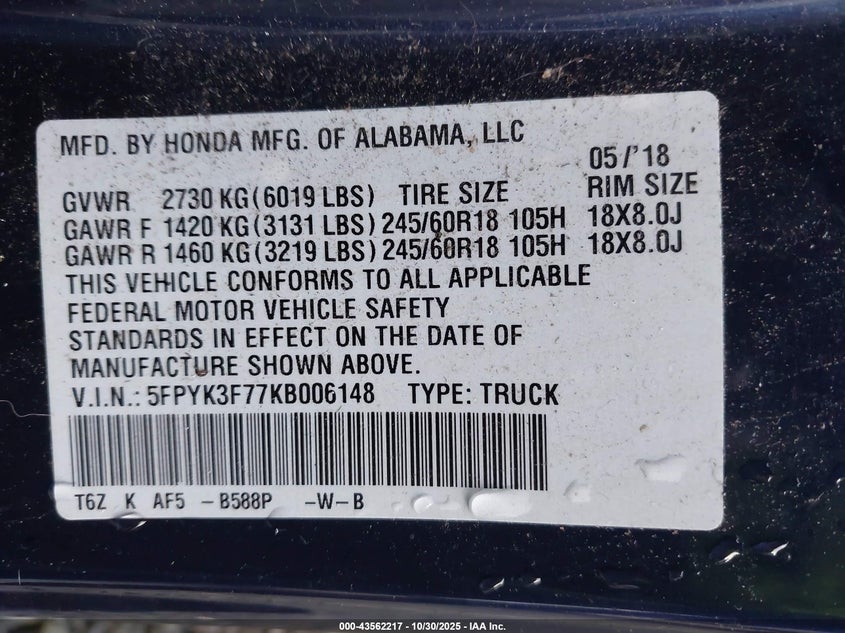 MFD. BY HONDA MFG. OF ALABAMA, LLC
05/'18
GVWR 2730 KG(6019 LBS) TIRE SIZE RIM SIZE
GAWR F 1420 KG(3131 LBS) 245/60R18 105H 18X8.0J
GAWR R 1460 KG(3219 LBS) 245/60R18 105H 18X8.0J
THIS VEHICLE CONFORMS TO ALL APPLICABLE
FEDERAL MOTOR VEHICLE SAFETY
STANDARDS IN EFFECT ON THE DATE OF
MANUFACTURE SHOWN ABOVE.
V.I.N.: 5FPYK3F77KB006148 TYPE: TRUCK
T6Z K AF5 -B588P -W-B
000-43562217 - 10/30/2025 - IAA Inc.